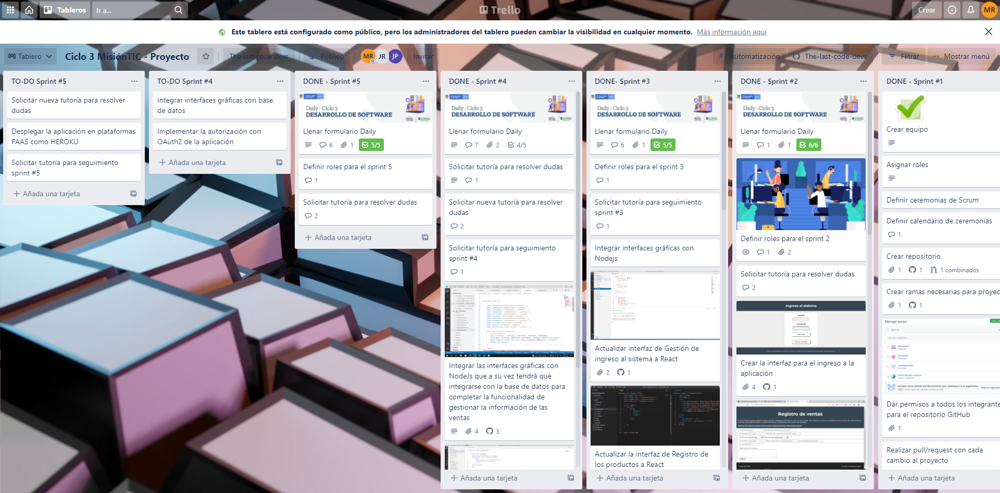 Tableros
Ir a...
Trello
Crear
MR
Este tablero está configurado como público, pero los administradores del tablero pueden cambiar la visibilidad en cualquier momento. Más información aquí
Tablero
Ciclo 3 MisiónTIC - Proyecto
The last code devs
Público
MR
JR
JP
Invitar
Automatización
The-last-code-devs
Filtrar
Mostrar menú
TO-DO Sprint #5
Solicitar nueva tutoría para resolver
dudas
Desplegar la aplicación en plataformas
PAAS como HEROKU
Solicitar tutoría para seguimiento
sprint #5
Añada una tarjeta
TO-DO Sprint #4
Integrar interfaces gráficas con base
de datos
Implementar la autorización con
OAuth2 de la aplicación
Añada una tarjeta
DONE - Sprint #5
Daily - Ciclo 3
DESARROLLO DE SOFTWARE
Llenar formulario Daily
6 1 5/5
Definir roles para el sprint 5
1
Solicitar tutoría para resolver dudas
2
Añada una tarjeta
DONE - Sprint #4
Daily - Ciclo 3
DESARROLLO DE SOFTWARE
Llenar formulario Daily
7 2 4/5
Solicitar tutoría para resolver dudas
1
Solicitar nueva tutoría para resolver
dudas
2
Solicitar tutoría para seguimiento
sprint #4
1
Integrar las interfaces gráficas con
NodeJs que a su vez tendrá que
integrarse con la base de datos para
completar la funcionalidad de
gestionar la información de las
ventas
4 3
Añada una tarjeta
DONE- Sprint #3
Daily - Ciclo 3
DESARROLLO DE SOFTWARE
Llenar formulario Daily
6 1 5/5
Definir roles para el sprint 3
1
Solicitar tutoría para seguimiento
sprint #3
1
Integrar interfaces gráficas con
Nodejs
Actualizar interfaz de Gestión de
ingreso al sistema a React
2 1
Actualizar la interfaz de Registro de
los productos a React
Añada una tarjeta
DONE - Sprint #2
Daily - Ciclo 3
DESARROLLO DE SOFTWARE
Llenar formulario Daily
1 1 6/6
Definir roles para el sprint 2
1 2
Solicitar tutoría para resolver dudas
2
Ingreso al sistema
Crear la interfaz para el ingreso a la
aplicación
4 1
Registro de ventas
Añada una tarjeta
DONE - Sprint #1
Crear equipo
Asignar roles
Definir ceremonias de Scrum
Definir calendario de ceremonias
1
Crear repositorio
1 1 1 combinados
Crear ramas necesarias para proyec
1 1
Manage access
Dar permisos a todos los integrante
para el repositorio GitHub
1
Realizar pull/request con cada
cambio al proyecto
Añada una tarjeta